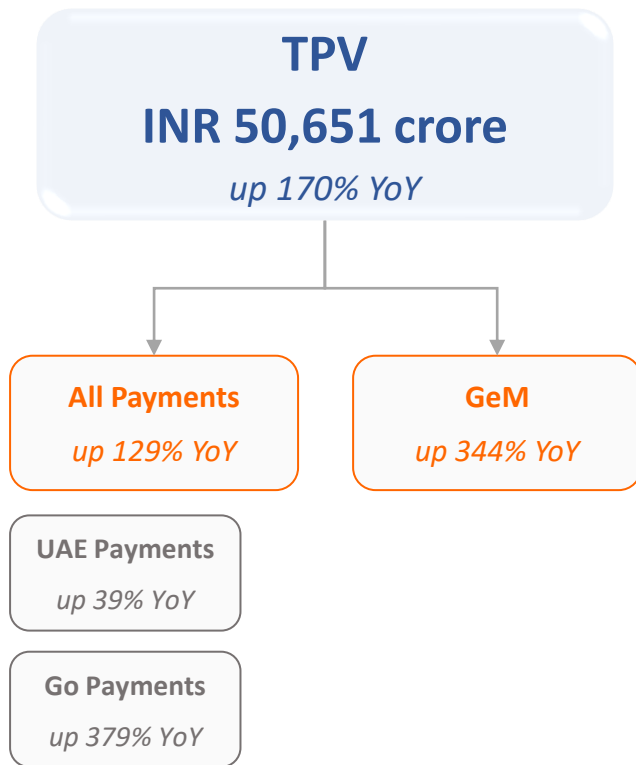 TPV
INR 50,651 crore
up 170% YoY
All Payments
up 129% YoY
GeM
up 344% YoY
UAE Payments
up 39% YoY
Go Payments
up 379% YoY